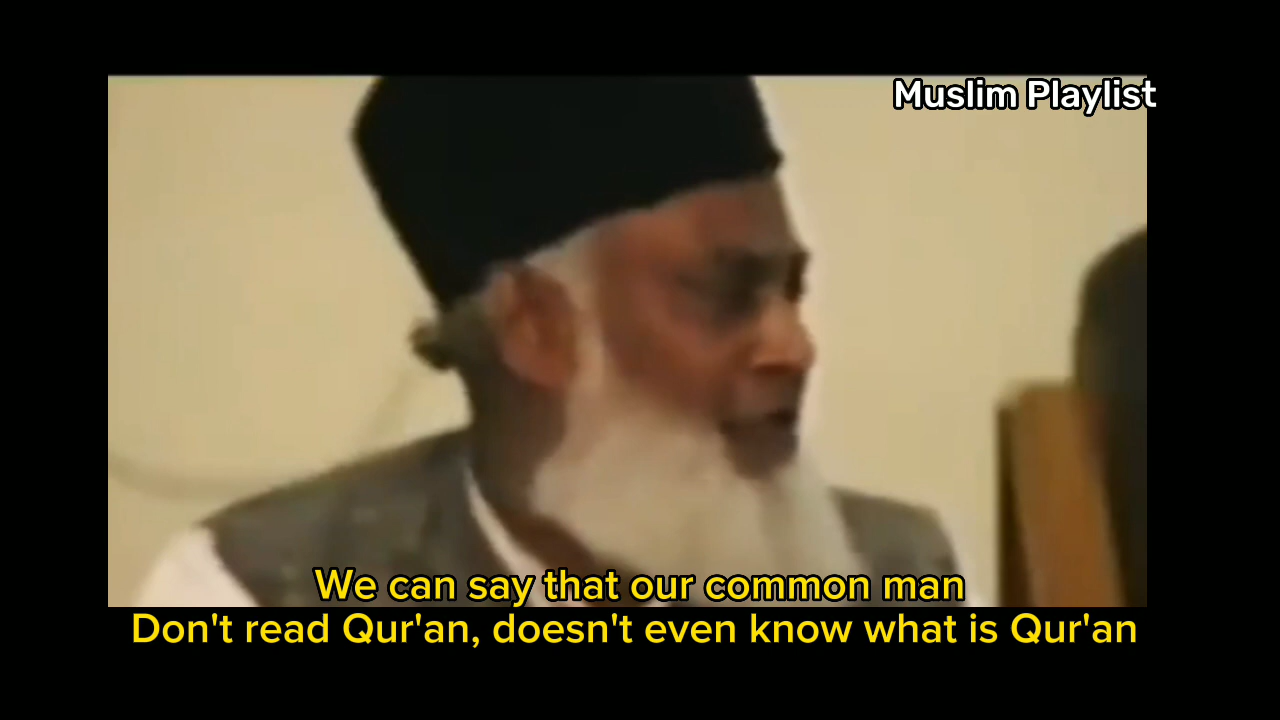 Muslim Playlist
We can say that our common man
Don't read Qur'an, doesn't even know what is Qur'an